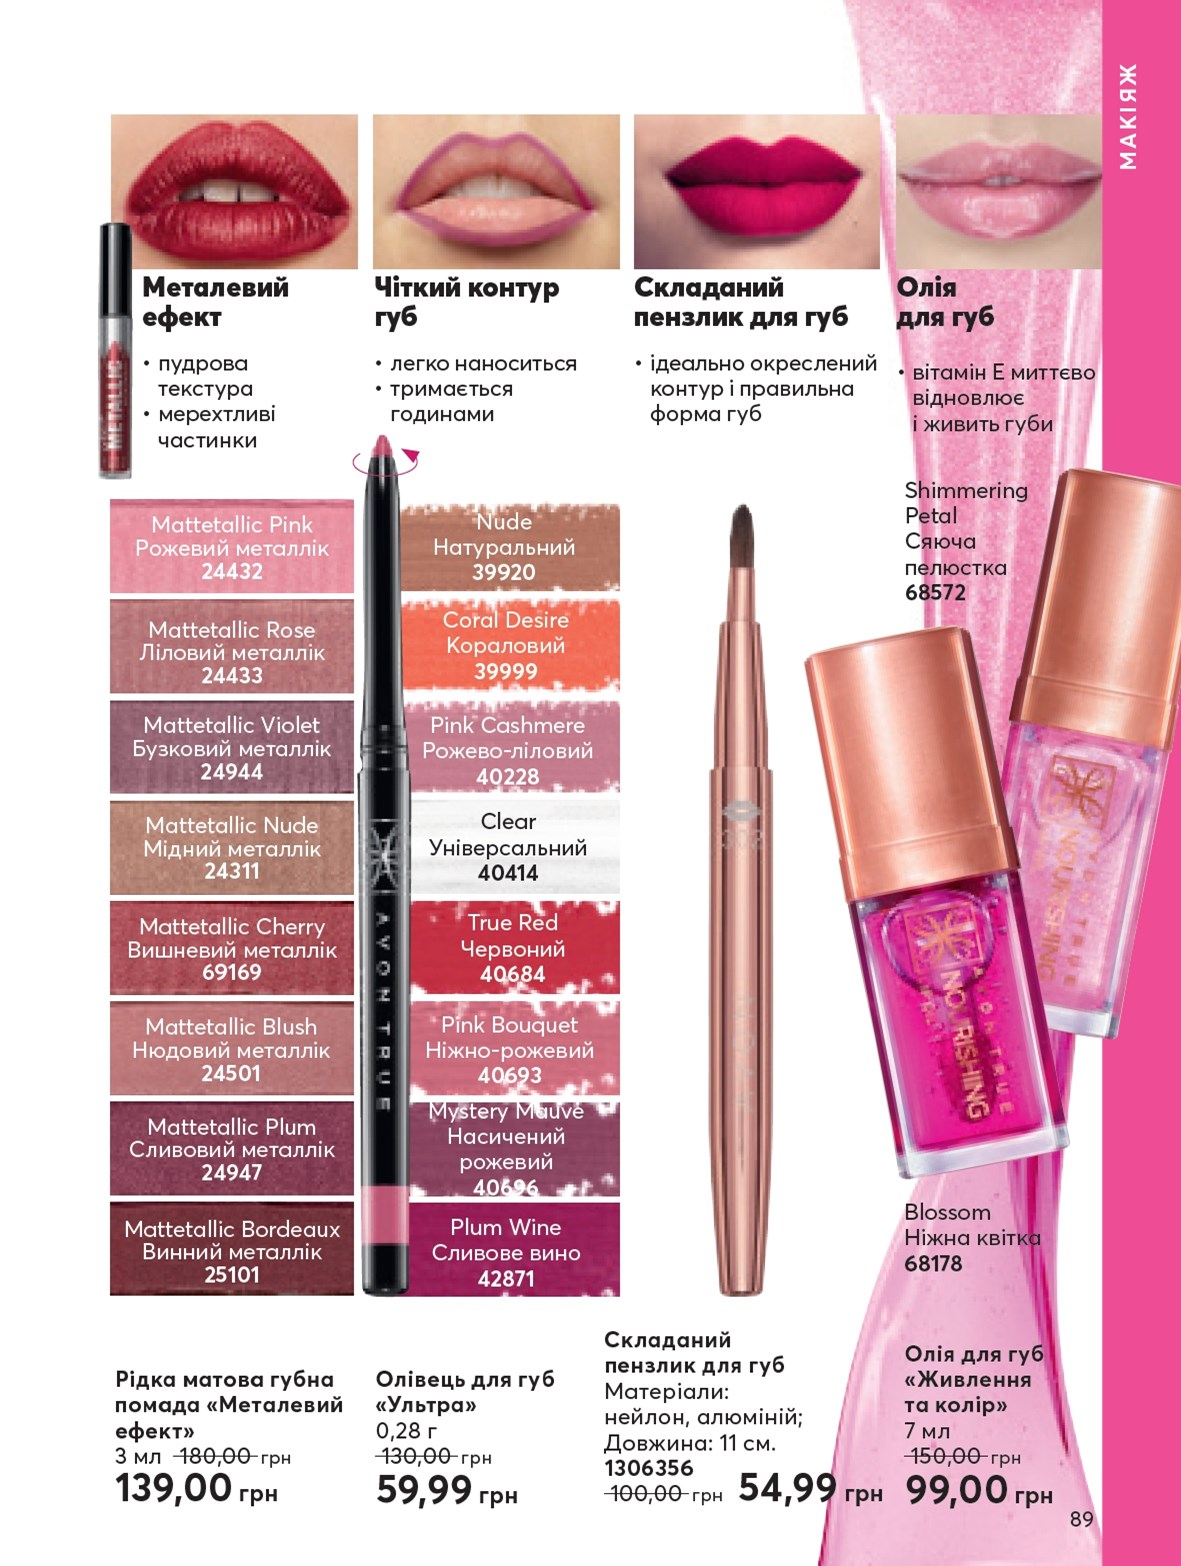 МАКІЯЖ
Металевий
ефект
• пудрова
текстура
• мерехтливі
частинки
METALLIC
Чіткий контур
губ
• легко наноситься
• тримається
годинами
Складаний
пензлик для губ
• ідеально окреслений
контур і правильна
форма губ
Олія
для губ
• вітамін Е миттєво
відновлює
і живить губи
Mattetallic Pink
Рожевий металлік
24432
Mattetallic Rose
Ліловий металлік
24433
Mattetallic Violet
Бузковий металлік
24944
Mattetallic Nude
Мідний металлік
24311
Mattetallic Cherry
Вишневий металлік
69169
Mattetallic Blush
Нюдовий металлік
24501
Mattetallic Plum
Сливовий металлік
24947
Mattetallic Bordeaux
Винний металлік
25101
AVON TRUE
Nude
Натуральний
39920
Coral Desire
Кораловий
39999
Pink Cashmere
Рожево-ліловий
40228
Clear
Універсальний
40414
True Red
Червоний
40684
Pink Bouquet
Ніжно-рожевий
40693
Mystery Mauve
Насичений
рожевий
40696
Plum Wine
Сливове вино
42871
Shimmering
Petal
Сяюча
пелюстка
68572
AVON TRUE
NOURISHING
AVON TRUE
NOURISHING
Blossom
Ніжна квітка
68178
Рідка матова губна
помада «Металевий
ефект»
3 мл 180,00 грн
139,00 грн
Олівець для губ
«Ультра»
0,28 г
130,00 грн
59,99 грн
Складаний
пензлик для губ
Матеріали:
нейлон, алюміній;
Довжина: 11 см.
1306356
100,00 грн 54,99 грн
Олія для губ
«Живлення
та колір»
7 мл
150,00 грн
99,00 грн
89